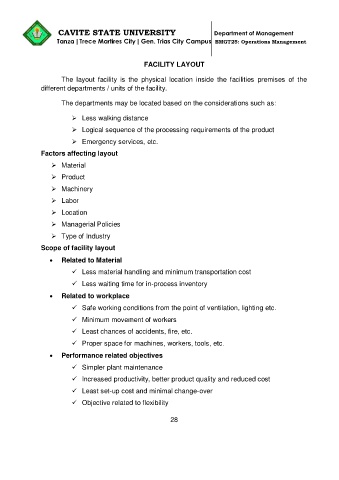 CAVITE STATE UNIVERSITY
Department of Management
Tanza | Trece Martires City | Gen. Trias City Campus
BMGT25: Operations Management
FACILITY LAYOUT
The layout facility is the physical location inside the facilities premises of the
different departments / units of the facility.
The departments may be located based on the considerations such as:
➢ Less walking distance
➢ Logical sequence of the processing requirements of the product
➢ Emergency services, etc.
Factors affecting layout
➢ Material
➢ Product
➢ Machinery
➢ Labor
➢ Location
➢ Managerial Policies
➢ Type of Industry
Scope of facility layout
• Related to Material
✓ Less material handling and minimum transportation cost
✓ Less waiting time for in-process inventory
• Related to workplace
✓ Safe working conditions from the point of ventilation, lighting etc.
✓ Minimum movement of workers
✓ Least chances of accidents, fire, etc.
✓ Proper space for machines, workers, tools, etc.
• Performance related objectives
✓ Simpler plant maintenance
✓ Increased productivity, better product quality and reduced cost
✓ Least set-up cost and minimal change-over
✓ Objective related to flexibility
28